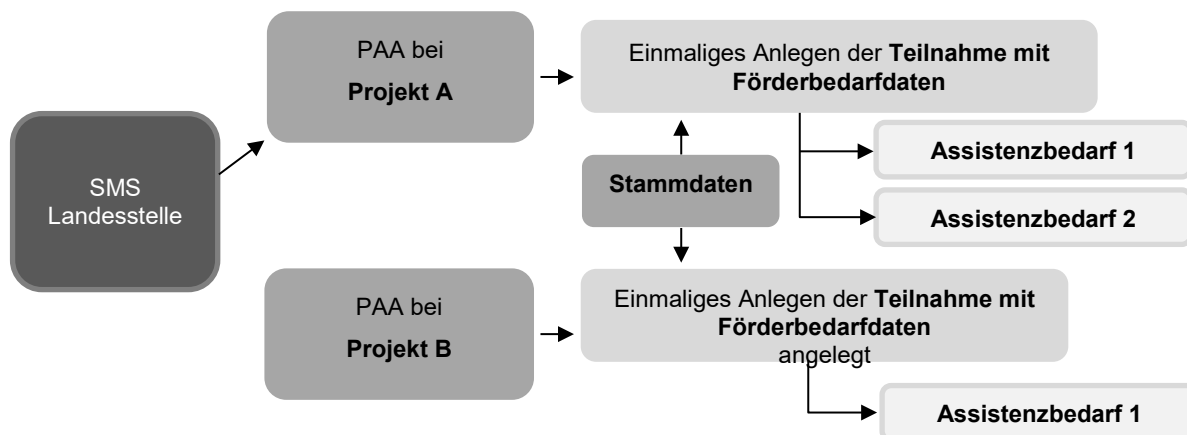 SMS
Landesstelle
PAA bei
Projekt A
Einmaliges Anlegen der Teilnahme mit
Förderbedarfdaten
Assistenzbedarf 1
Assistenzbedarf 2
Stammdaten
PAA bei
Projekt B
Einmaliges Anlegen der Teilnahme mit
Förderbedarfdaten
angelegt
Assistenzbedarf 1